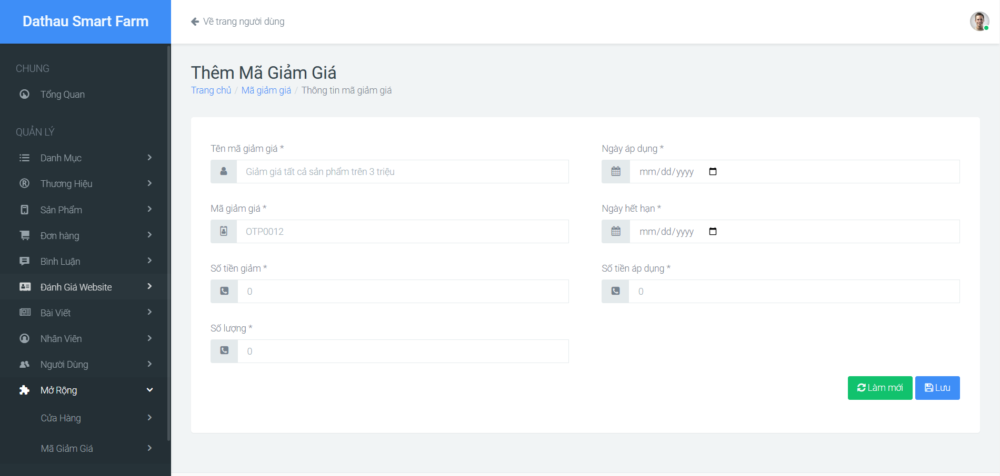 Dathau Smart Farm
Về trang người dùng
CHUNG
Tổng Quan
QUẢN LÝ
Danh Mục
Thương Hiệu
Sản Phẩm
Đơn hàng
Bình Luận
Đánh Giá Website
Bài Viết
Nhân Viên
Người Dùng
Mở Rộng
Cửa Hàng
Mã Giảm Giá
Thêm Mã Giảm Giá
Trang chủ / Mã giảm giá / Thông tin mã giảm giá
Tên mã giảm giá *
Giảm giá tất cả sản phẩm trên 3 triệu
Ngày áp dụng *
mm/dd/yyyy
Mã giảm giá *
OTP0012
Ngày hết hạn *
mm/dd/yyyy
Số tiền giảm *
0
Số tiền áp dụng *
0
Số lượng *
0
Làm mới
Lưu